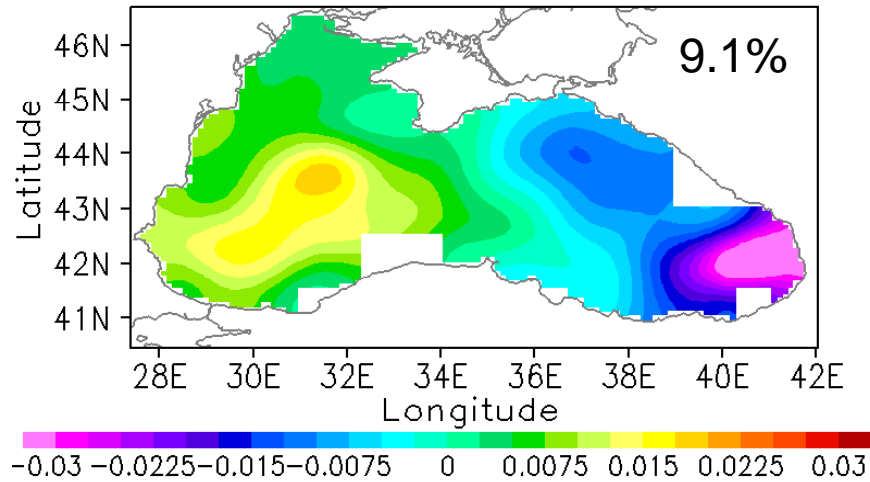 9.1%
46N
45N
44N
43N
42N
41N
Latitude
28E 30E 32E 34E 36E 38E 40E 42E
Longitude
-0.03 -0.0225 -0.015 -0.0075 0 0.0075 0.015 0.0225 0.03